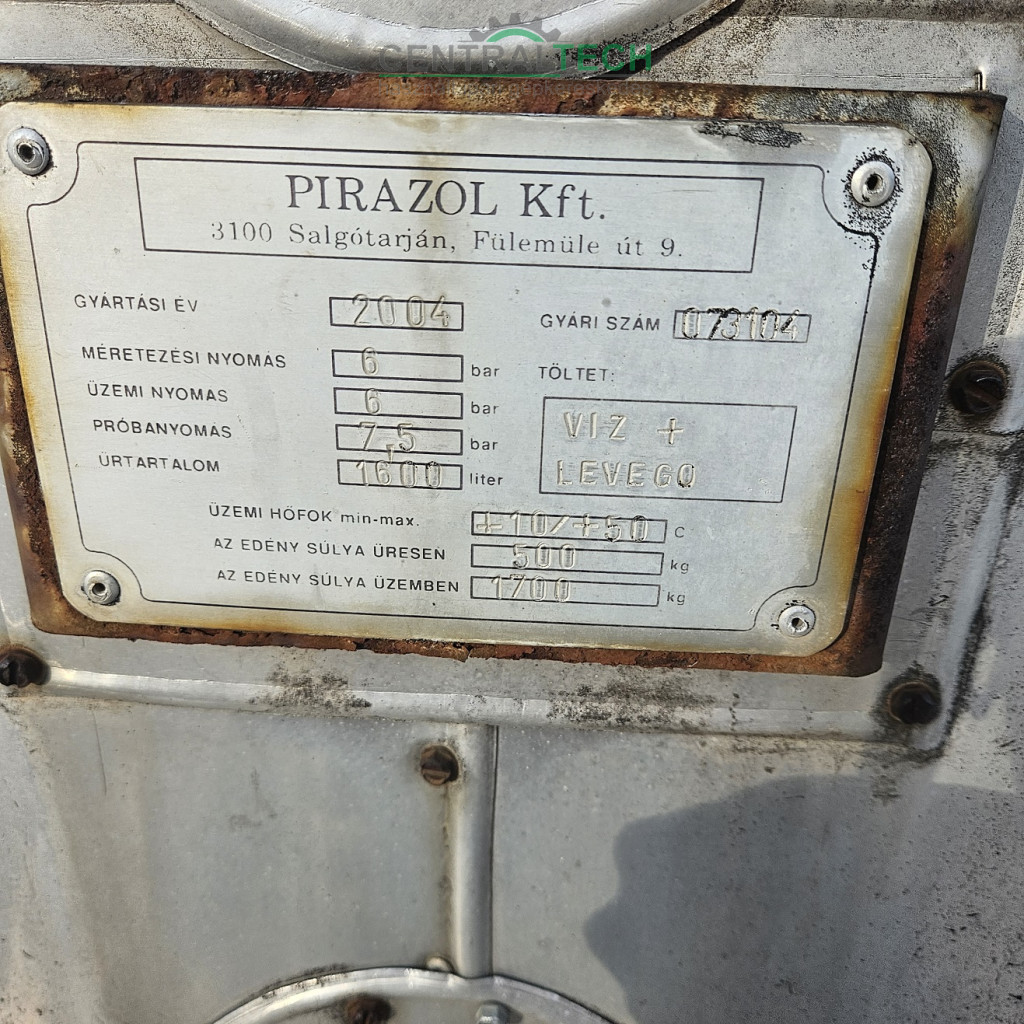 CENTRALTECH
PIRAZOL Kft.
3100 Salgótarján, Fülemüle út 9.
GYÁRTÁSI ÉV 2004 GYÁRI SZÁM 073104
MÉRETEZÉSI NYOMÁS 6 bar TÖLTET:
ÜZEMI NYOMÁS 6 bar VIZ +
PRÓBANYOMÁS 7,5 bar LEVEGO
ŰRTARTALOM 1600 liter
ÜZEMI HŐFOK min-max. +10/+50 C
AZ EDÉNY SÚLYA ÜRESEN 500 kg
AZ EDÉNY SÚLYA ÜZEMBEN 1700 kg